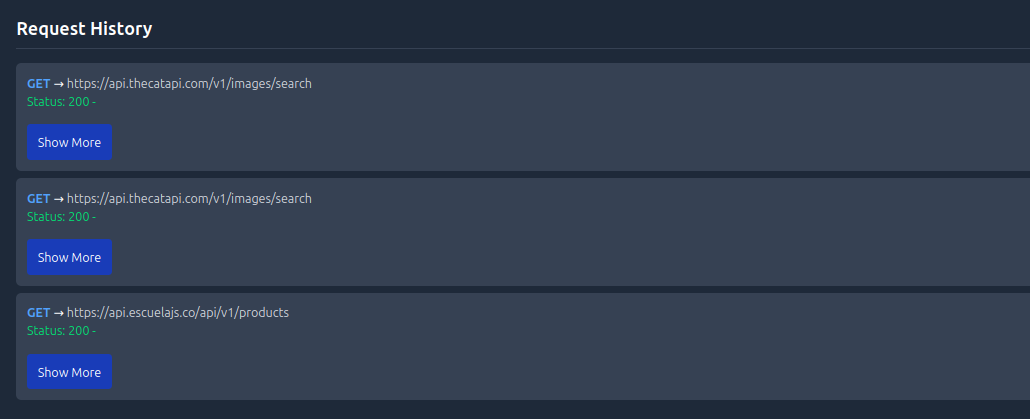 Request History
GET → https://api.thecatapi.com/v1/images/search
Status: 200 -
Show More
GET → https://api.thecatapi.com/v1/images/search
Status: 200 -
Show More
GET → https://api.escuelajs.co/api/v1/products
Status: 200 -
Show More